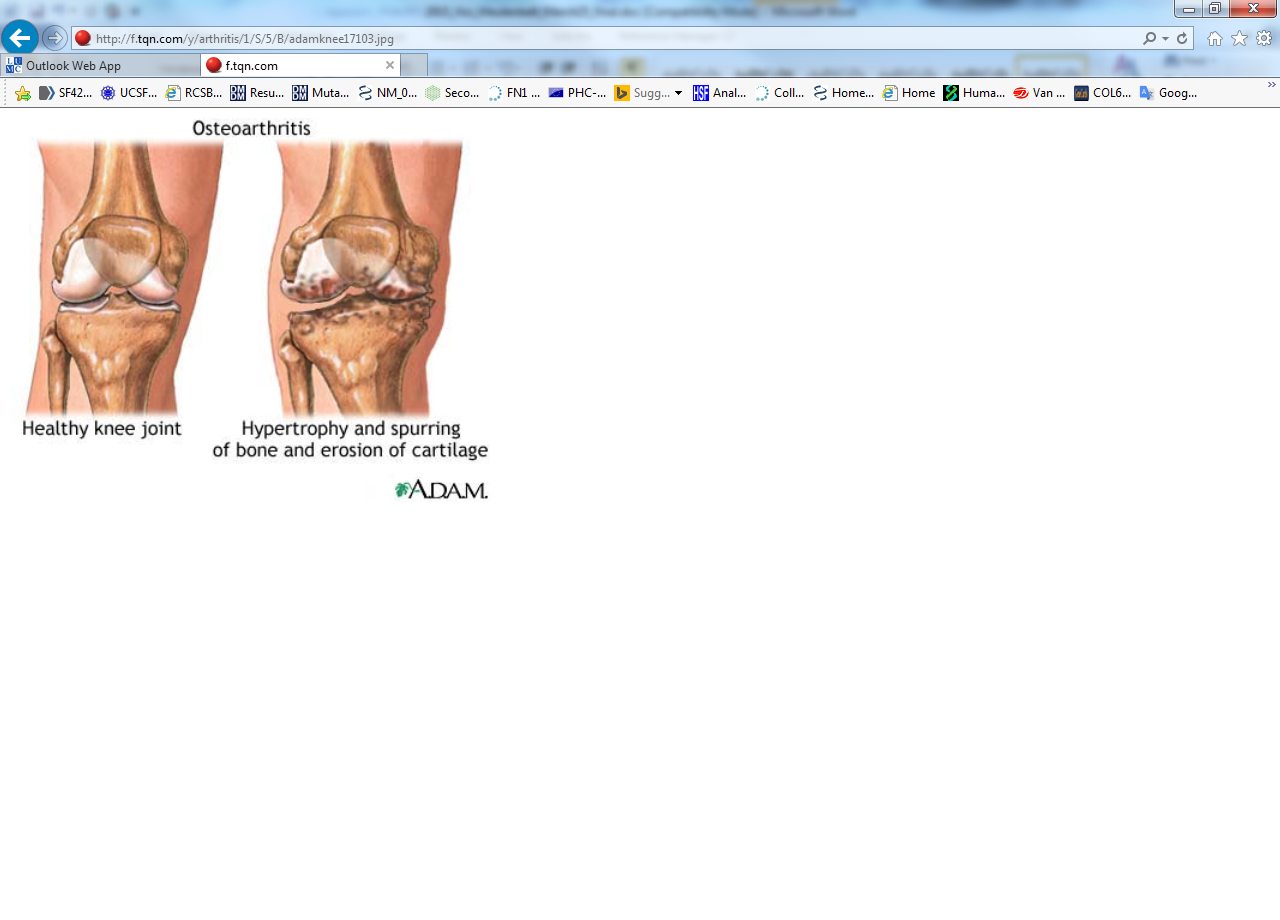 http://f.tqn.com/y/arthritis/1/S/5/B/adamknee17103.jpg
Outlook Web App
f.tqn.com
SF42... UCSF... RCSB... Resu... Muta... NM_0... Seco... FN1 ... PHC-... Sugg... Anal... Coll... Home... Home Huma... Van ... COL6... Goog...
Osteoarthritis
Healthy knee joint
Hypertrophy and spurring
of bone and erosion of cartilage
ADAM.